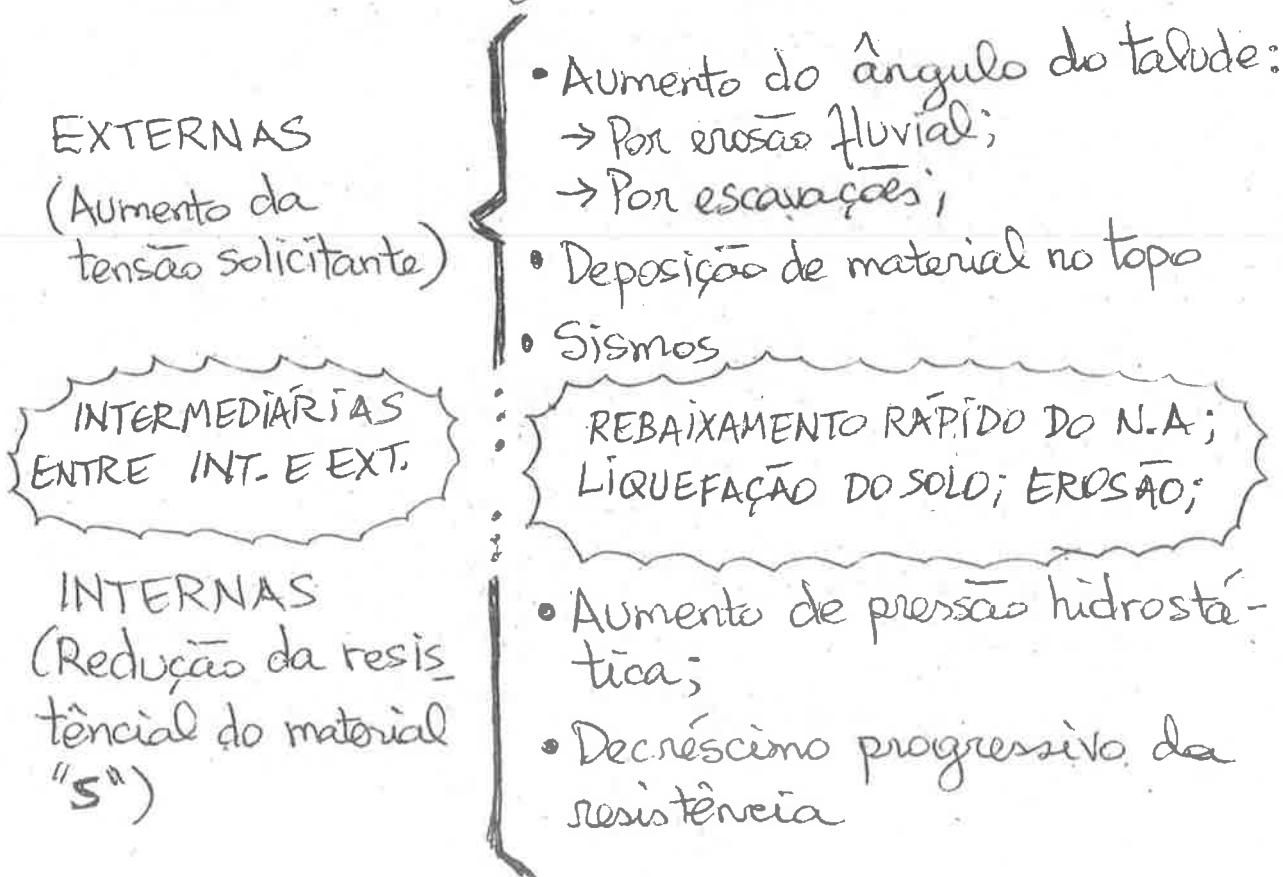 EXTERNAS
(Aumento da
tensão solicitante)
• Aumento do ângulo do talude:
→ Por erosão fluvial;
→ Por escavações;
• Deposição de material no topo
• Sismos
INTERMEDIÁRIAS
ENTRE INT. E EXT.
REBAIXAMENTO RÁPIDO DO N.A;
LIQUEFAÇÃO DO SOLO; EROSÃO;
INTERNAS
(Redução da resis
têncial do material
"S")
• Aumento de pressão hidrostá-
tica;
• Decréscimo progressivo da
resistência